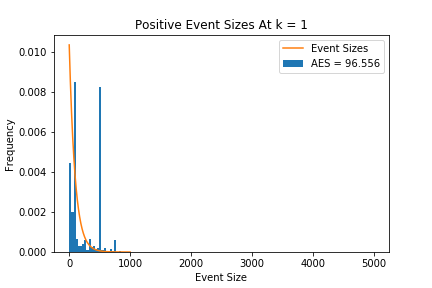 Positive Event Sizes At k = 1
Event Sizes
AES = 96.556
Frequency
0.010
0.008
0.006
0.004
0.002
0.000
0 1000 2000 3000 4000 5000
Event Size